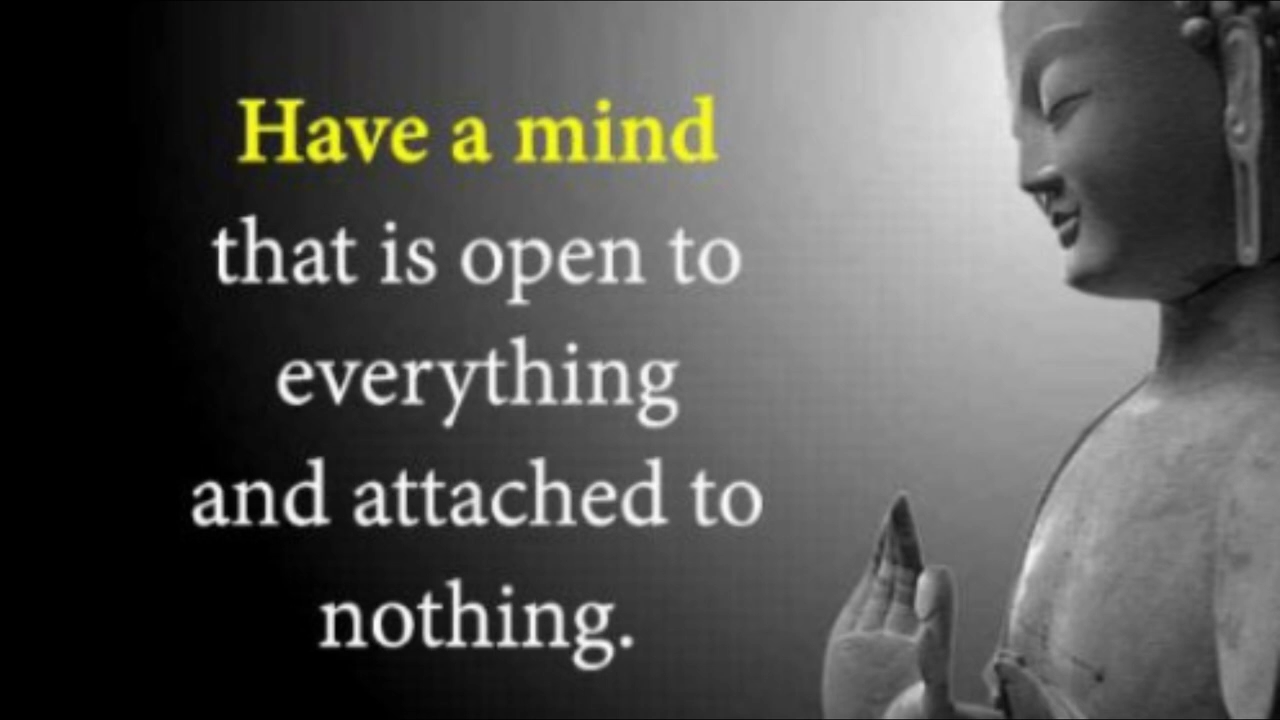 Have a mind
that is open to
everything
and attached to
nothing.